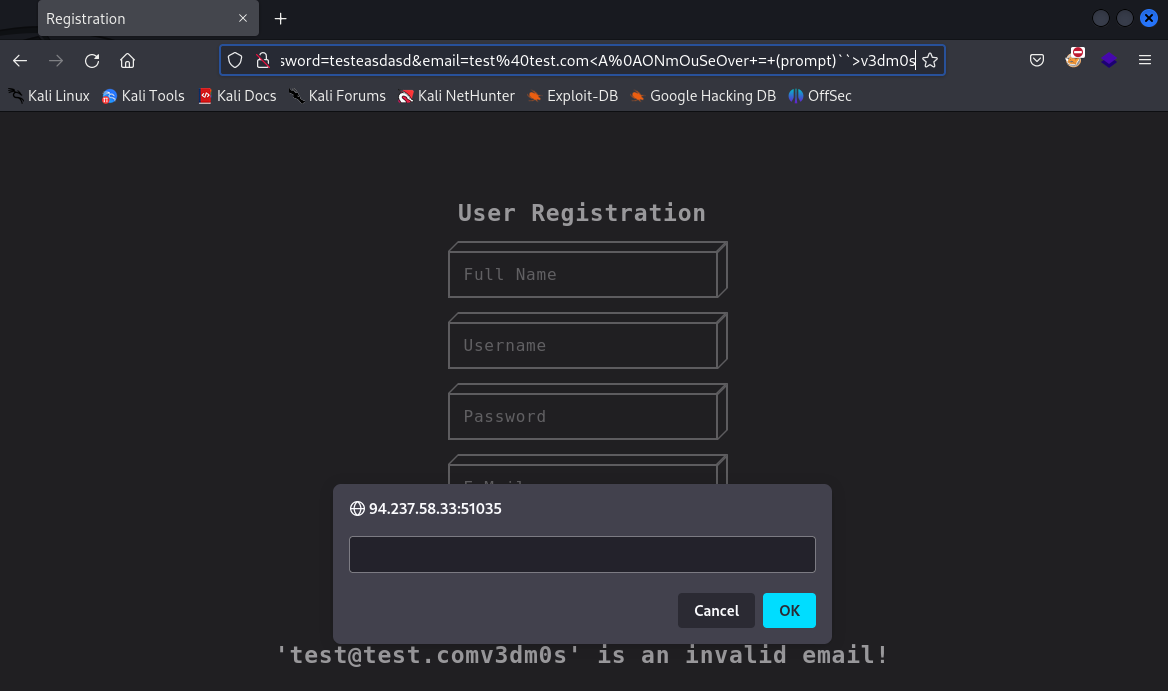 Registration
sword=testeasdasd&email=test%40test.com<A%0AONmOuSeOver+=+(prompt)``>v3dm0s
Kali Linux Kali Tools Kali Docs Kali Forums Kali NetHunter Exploit-DB Google Hacking DB OffSec
User Registration
Full Name
Username
Password
94.237.58.33:51035
Cancel OK
'test@test.comv3dm0s' is an invalid email!